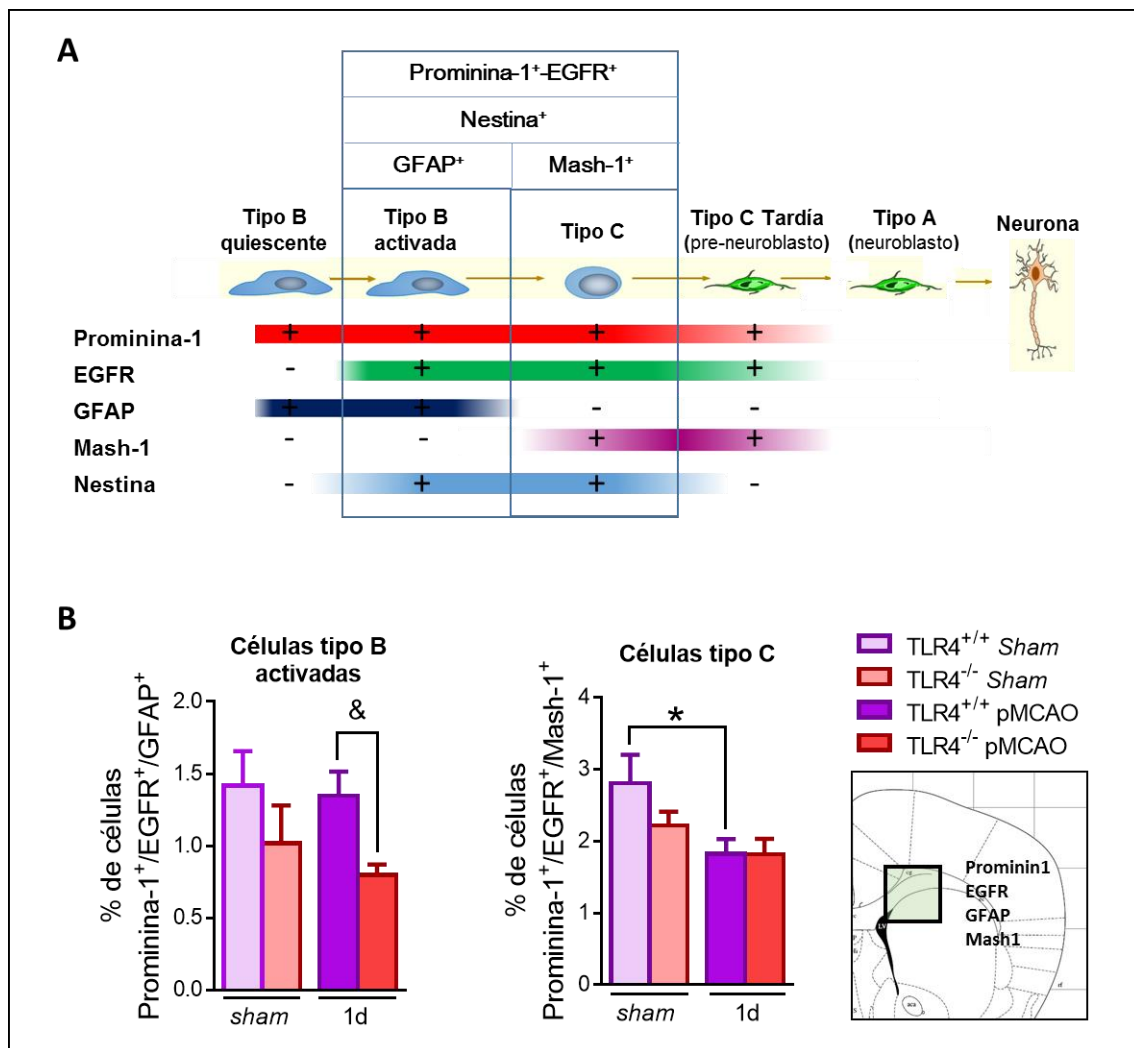 A
Prominina-1⁺-EGFR⁺
Nestina⁺
GFAP⁺ Mash-1⁺
Tipo B quiescente
Tipo B activada
Tipo C
Tipo C Tardía (pre-neuroblasto)
Tipo A (neuroblasto)
Neurona
Prominina-1 + + + +
EGFR - + + +
GFAP + + - -
Mash-1 - - + +
Nestina - + + -
B
Células tipo B
activadas
% de células
Prominina-1⁺/EGFR⁺/GFAP⁺
2.0
1.5
1.0
0.5
0.0
&
sham 1d
Células tipo C
% de células
Prominina-1⁺/EGFR⁺/Mash-1⁺
4
3
2
1
0
*
sham 1d
TLR4⁺/⁺ Sham
TLR4⁻/⁻ Sham
TLR4⁺/⁺ pMCAO
TLR4⁻/⁻ pMCAO
Prominin1
EGFR
GFAP
Mash1